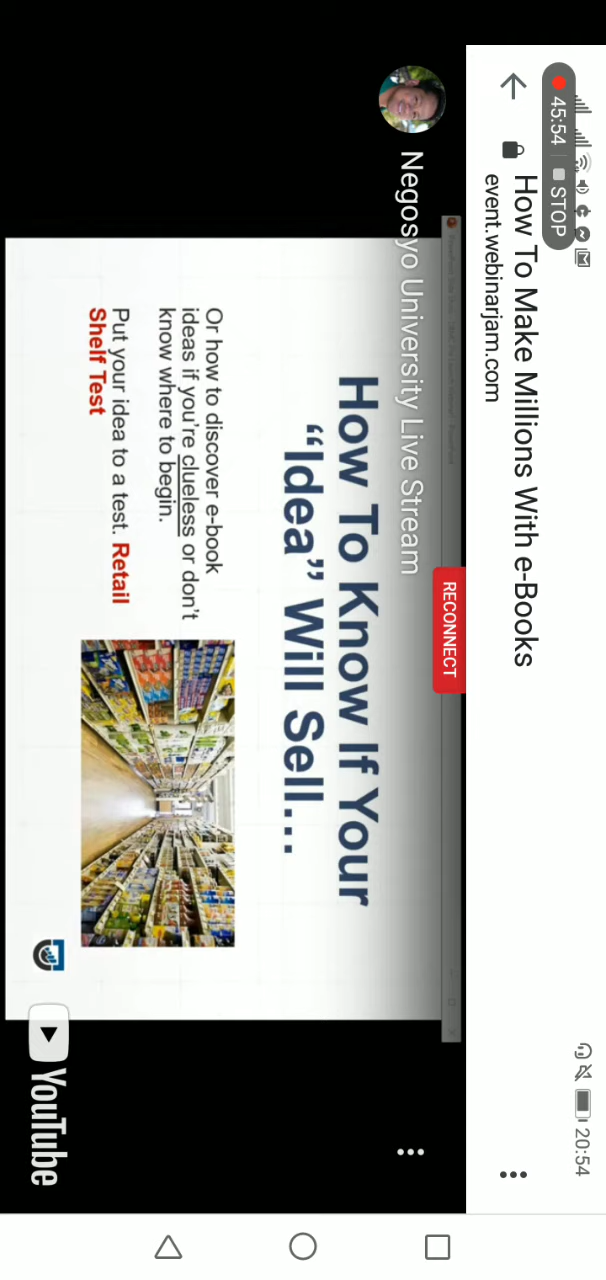 45:54 STOP
20:54
How To Make Millions With e-Books
event.webinarjam.com
RECONNECT
Negosyo University Live Stream
How To Know If Your
“Idea” Will Sell...
Or how to discover e-book
ideas if you're clueless or don't
know where to begin.
Put your idea to a test. Retail
Shelf Test
YouTube